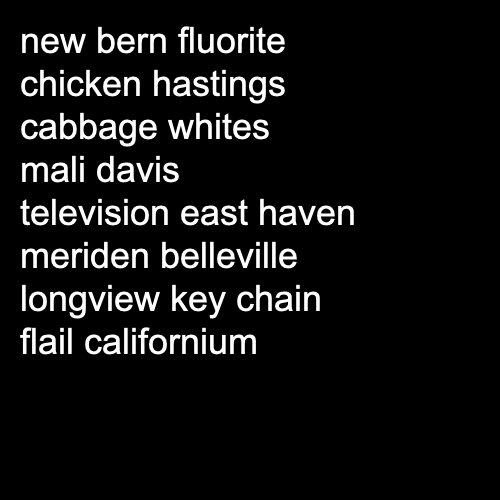 new bern fluorite
chicken hastings
cabbage whites
mali davis
television east haven
meriden belleville
longview key chain
flail californium